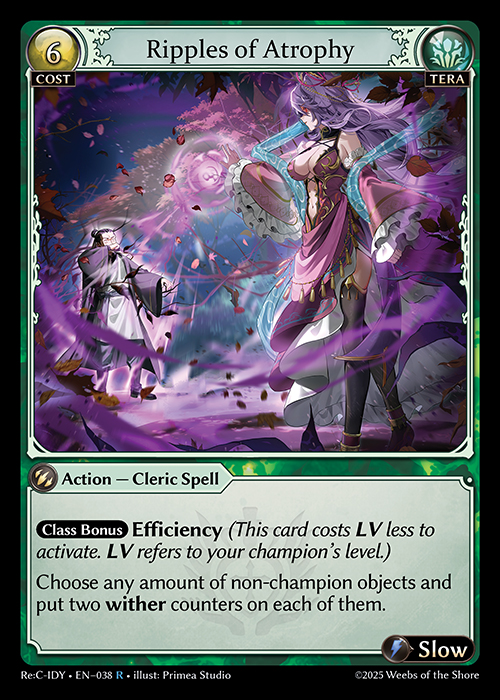 6
Ripples of Atrophy
COST
TERA
Action — Cleric Spell
Class Bonus Efficiency (This card costs LV less to
activate. LV refers to your champion's level.)
Choose any amount of non-champion objects and
put two wither counters on each of them.
Slow
Re:C-IDY • EN-038 R • illust: Primea Studio
©2025 Weebs of the Shore